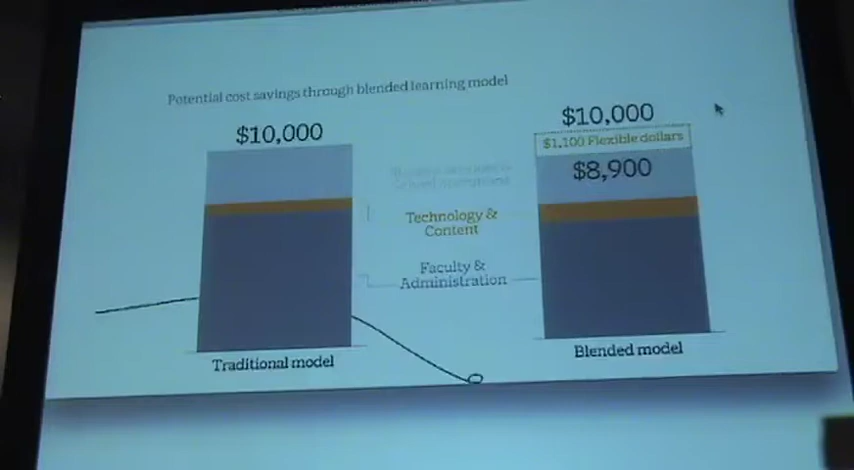 Potential cost savings through blended learning model
$10,000
$10,000
$1,100 Flexible dollars
$8,900
Technology &
Content
Faculty &
Administration
Traditional model
Blended model